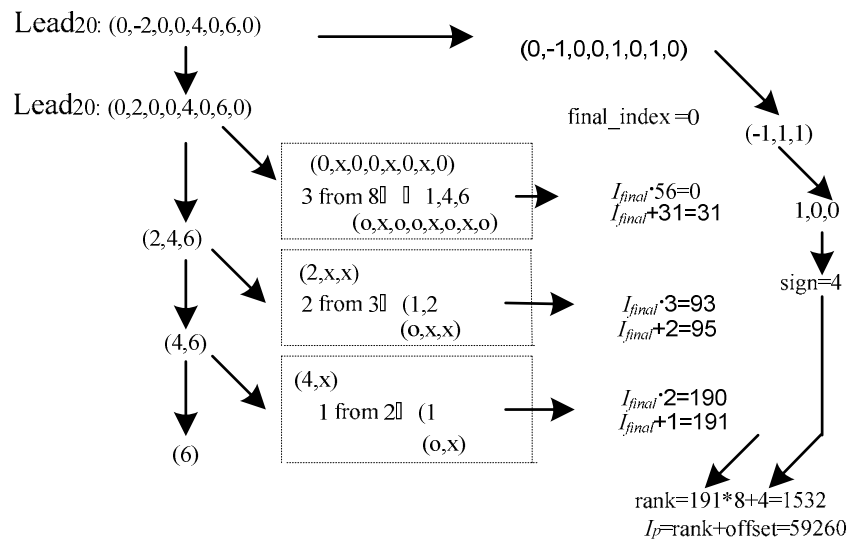 Lead20: (0,-2,0,0,4,0,6,0)
(0,-1,0,0,1,0,1,0)
Lead20: (0,2,0,0,4,0,6,0)
final_index =0
(-1,1,1)
(0,x,0,0,x,0,x,0)
3 from 8▯ ▯ 1,4,6
(o,x,o,o,x,o,x,o)
Ifinal·56=0
Ifinal+31=31
1,0,0
(2,4,6)
(2,x,x)
2 from 3▯ (1,2
(o,x,x)
Ifinal·3=93
Ifinal+2=95
sign=4
(4,6)
(4,x)
1 from 2▯ (1
(o,x)
Ifinal·2=190
Ifinal+1=191
(6)
rank=191*8+4=1532
Ip=rank+offset=59260